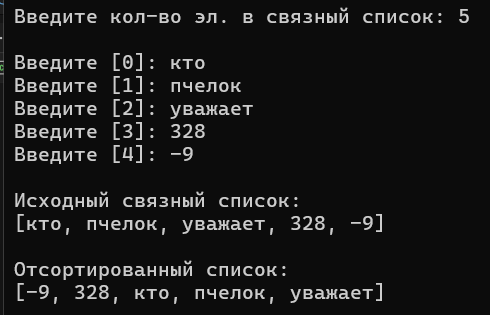 Введите кол-во эл. в связный список: 5
Введите [0]: кто
Введите [1]: пчелок
Введите [2]: уважает
Введите [3]: 328
Введите [4]: -9
Исходный связный список:
[кто, пчелок, уважает, 328, -9]
Отсортированный список:
[-9, 328, кто, пчелок, уважает]